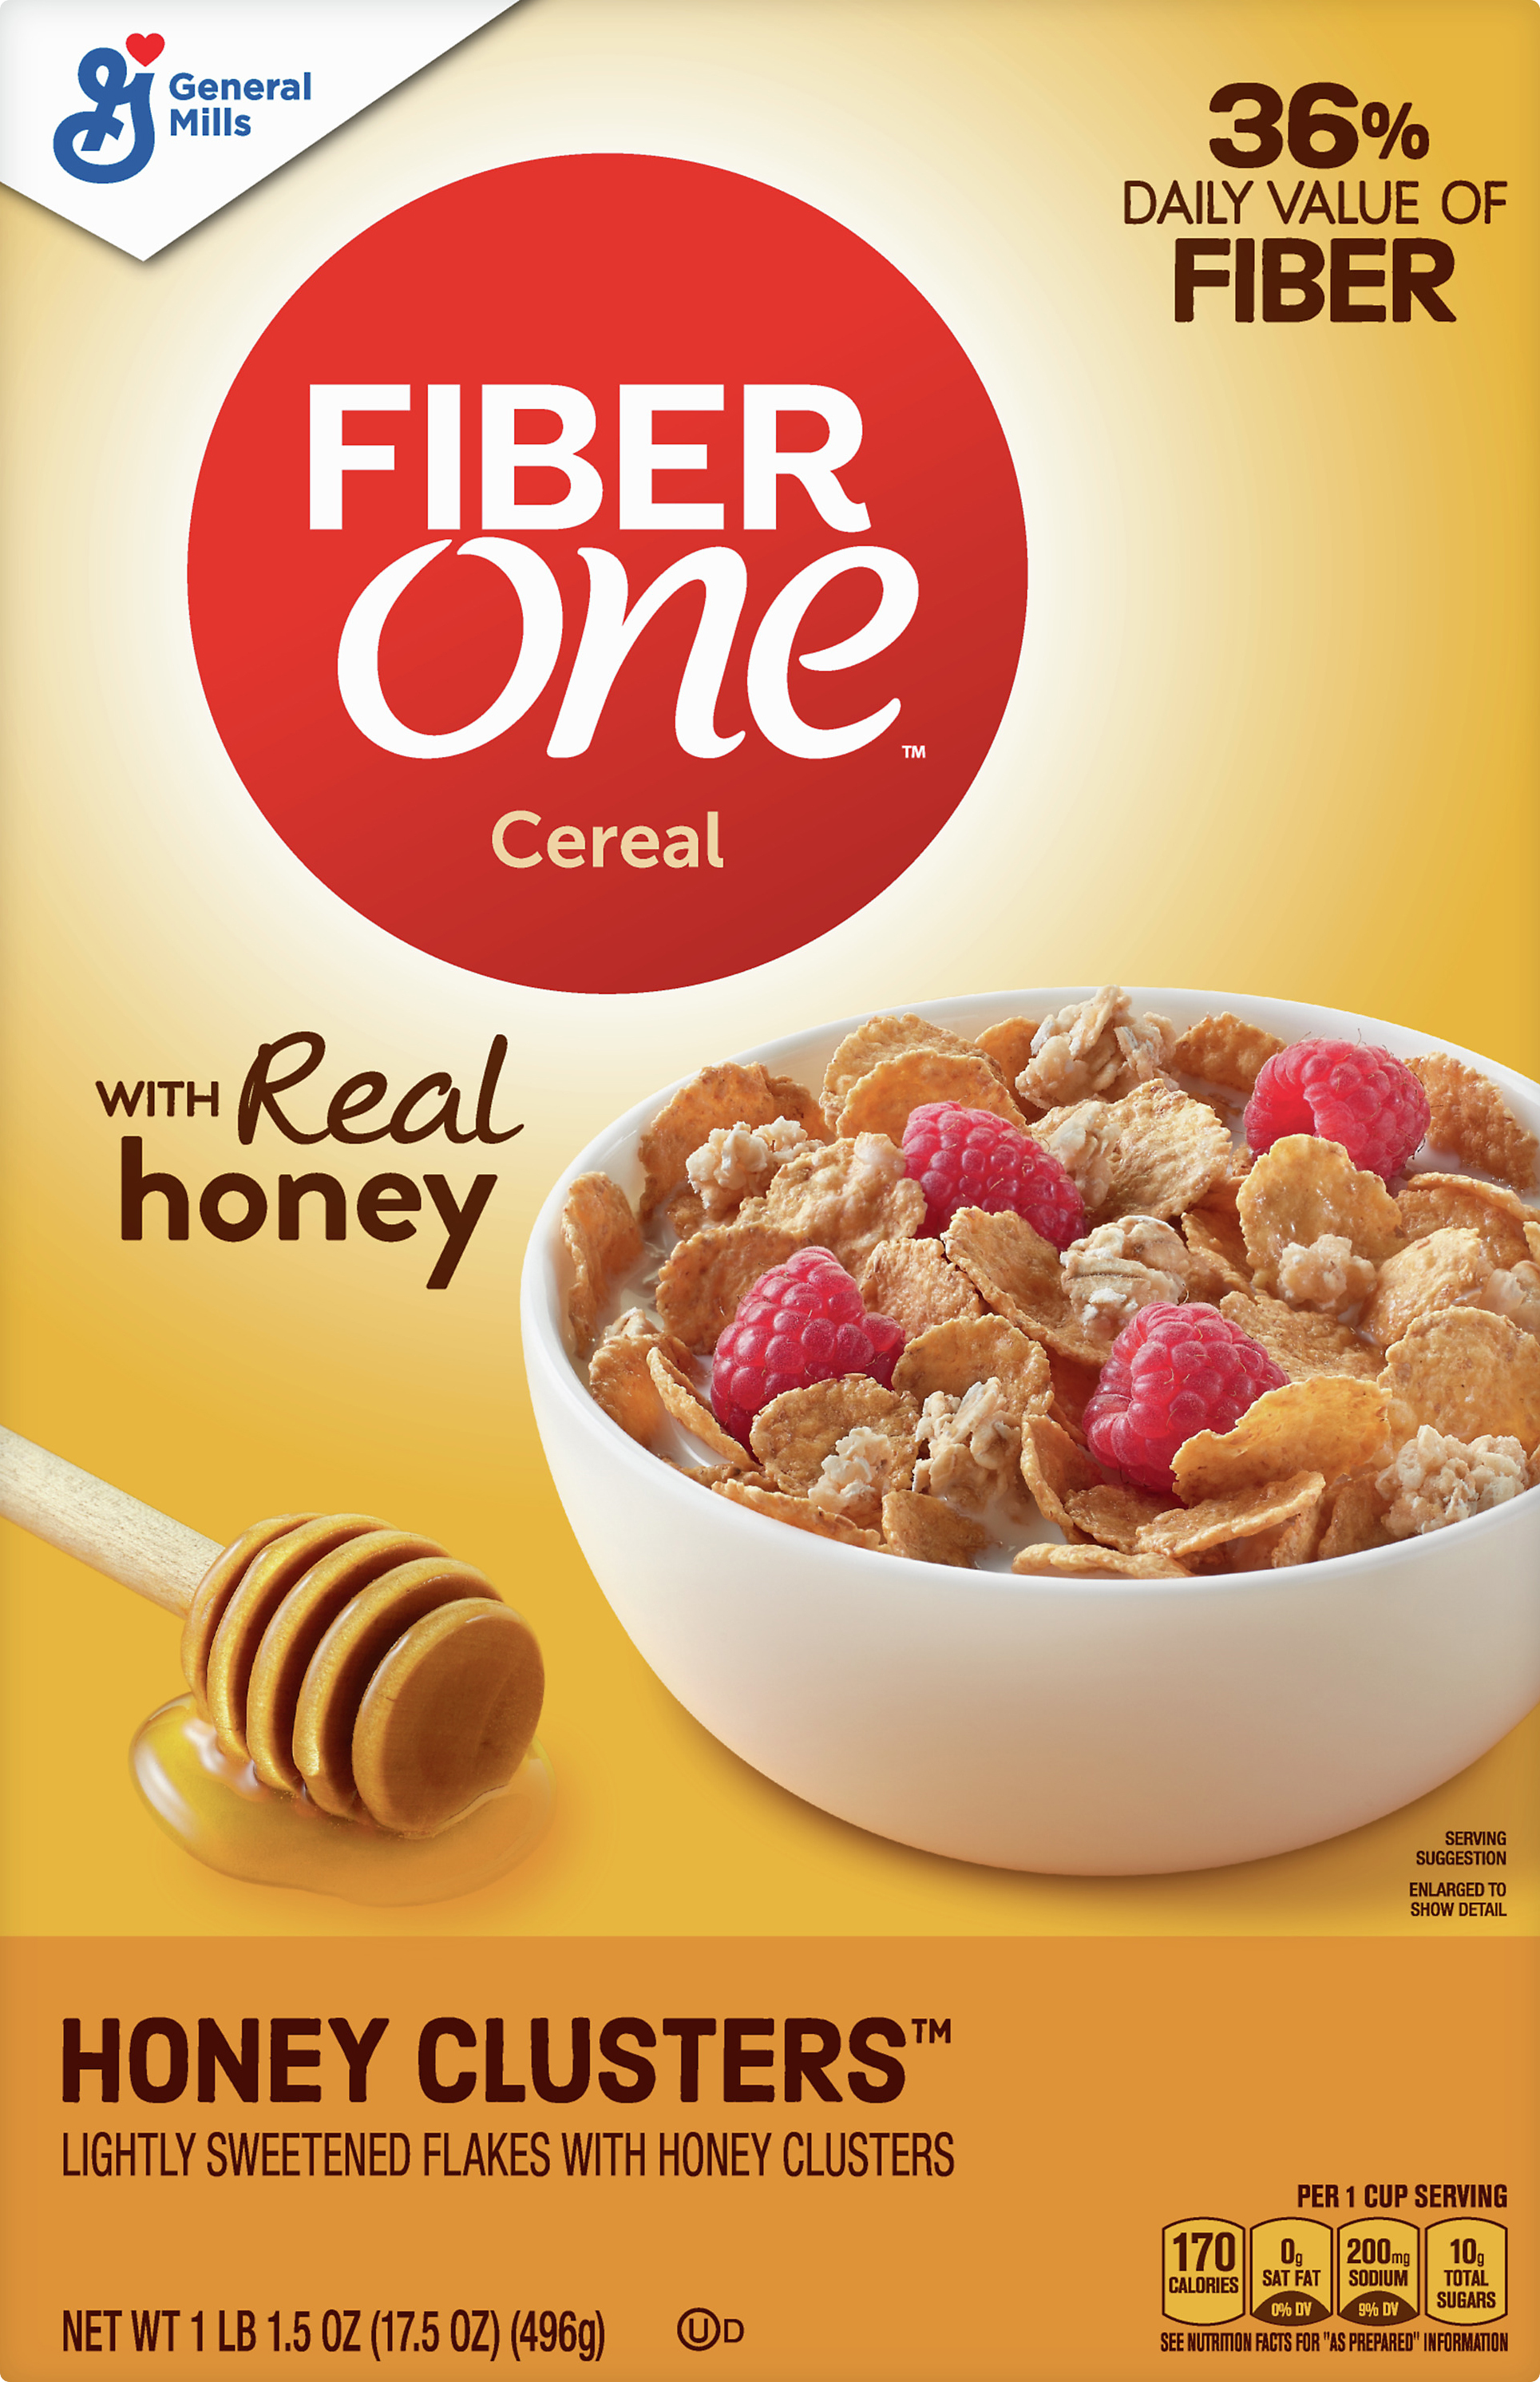 General
Mills
36%
DAILY VALUE OF
FIBER
FIBER
One™
Cereal
WITH Real
honey
SERVING
SUGGESTION
ENLARGED TO
SHOW DETAIL
HONEY CLUSTERS™
LIGHTLY SWEETENED FLAKES WITH HONEY CLUSTERS
PER 1 CUP SERVING
170
CALORIES
0g
SAT FAT
0% DV
200mg
SODIUM
9% DV
10g
TOTAL
SUGARS
SEE NUTRITION FACTS FOR "AS PREPARED" INFORMATION
NET WT 1 LB 1.5 OZ (17.5 OZ) (496g)
U D